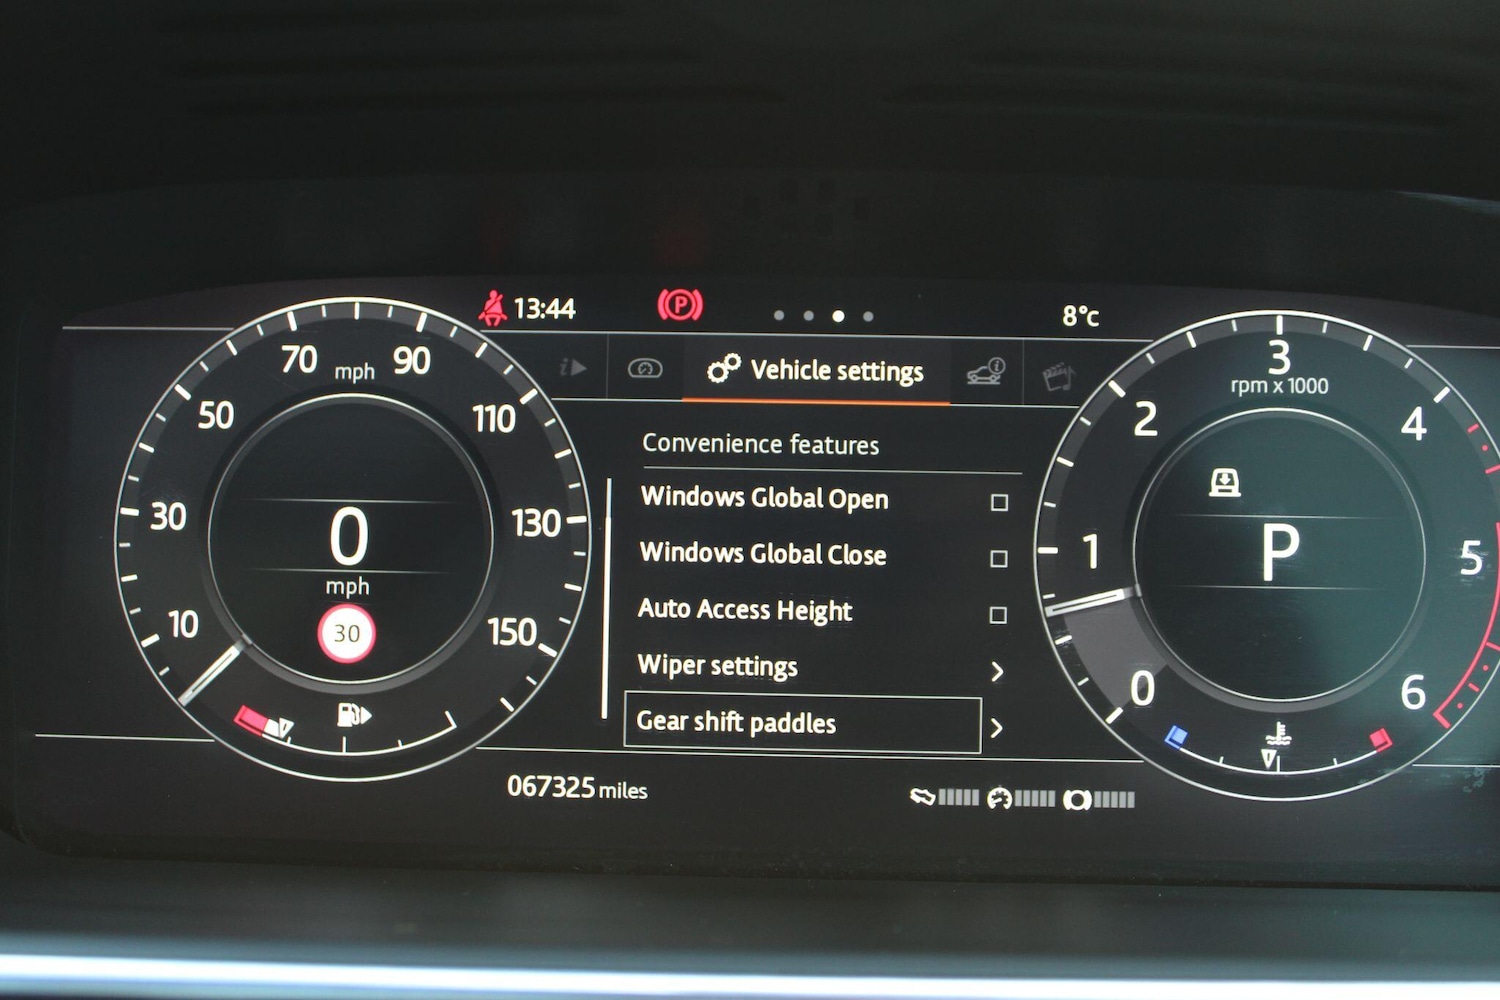 13:44
P
8°c
i
Vehicle settings
i
Convenience features
Windows Global Open
Windows Global Close
Auto Access Height
Wiper settings
Gear shift paddles
10
30
50
70
mph
90
110
130
150
0
mph
30
0
1
2
3
rpm x 1000
4
5
6
P
067325 miles